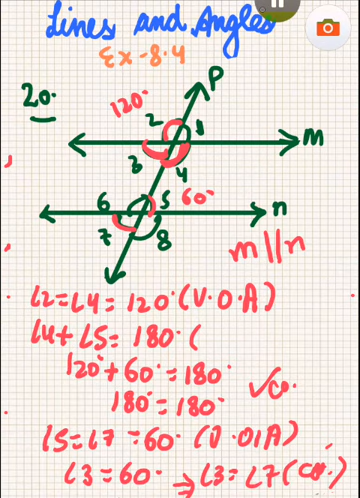 Lines and Angles
Ex-8.4
20.
P
120°
2 1
m
3 4
6 5 60°
n
7 8
m||n
∠2=∠4=120° (V.O.A)
∠4+∠5=180° (
120°+60°=180°
180°=180°
∠5=∠7=60° (V.O.A)
∠3=60° → ∠3=∠7